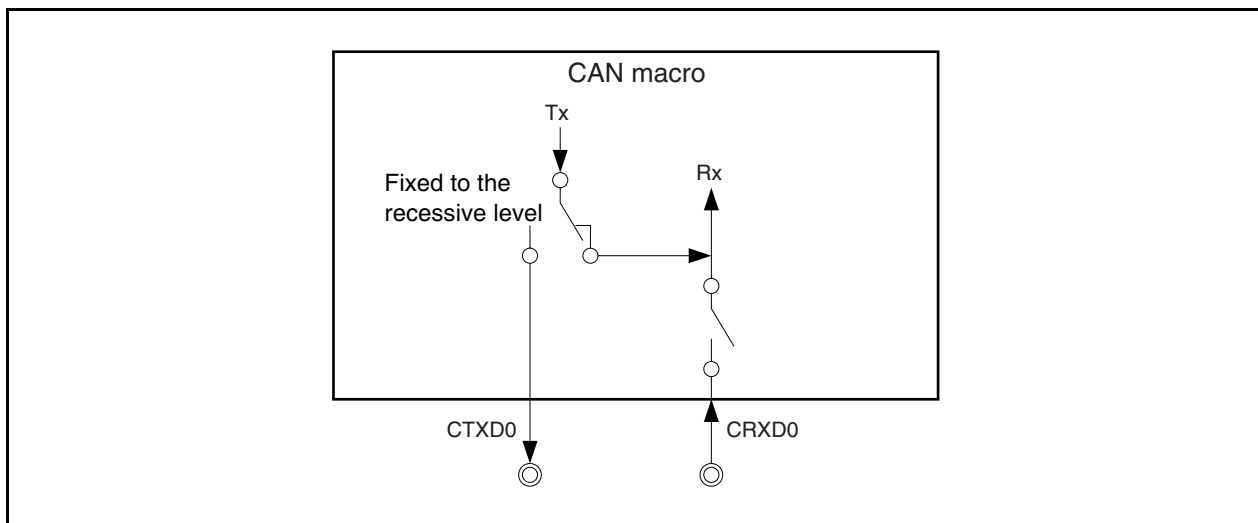 CAN macro
Tx
Rx
Fixed to the
recessive level
CTXD0
CRXD0